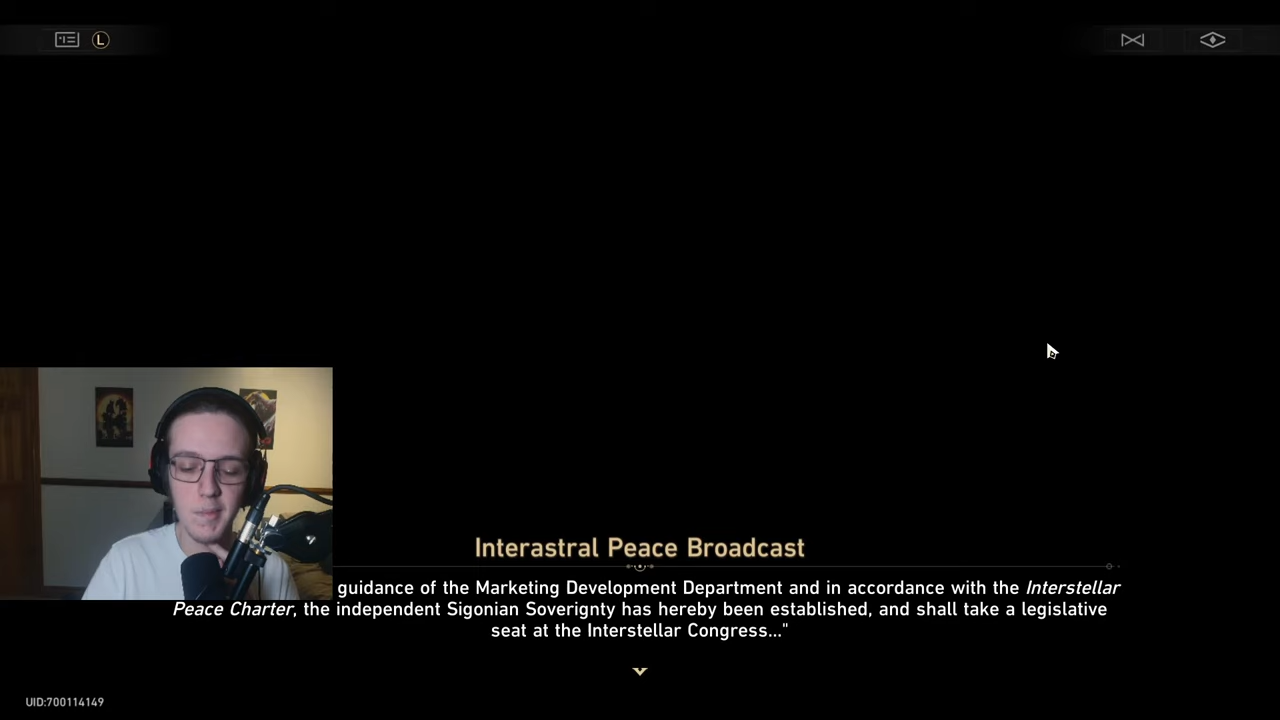 L
Interastral Peace Broadcast
guidance of the Marketing Development Department and in accordance with the Interstellar
Peace Charter, the independent Sigonian Soverignty has hereby been established, and shall take a legislative
seat at the Interstellar Congress..."
UID:700114149